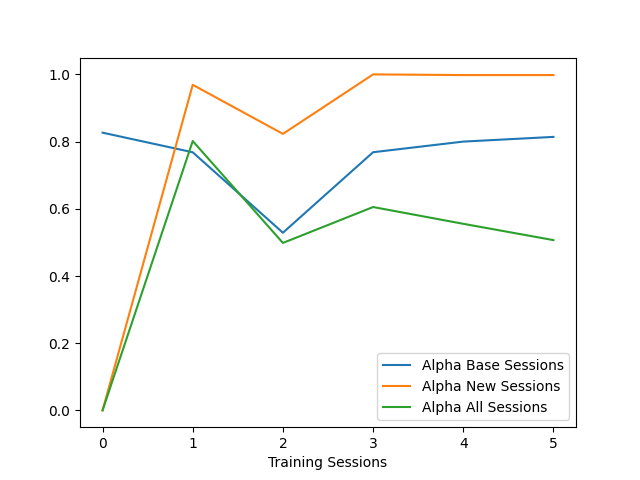 1.0
0.8
0.6
0.4
0.2
0.0
Alpha Base Sessions
Alpha New Sessions
Alpha All Sessions
0 1 2 3 4 5
Training Sessions